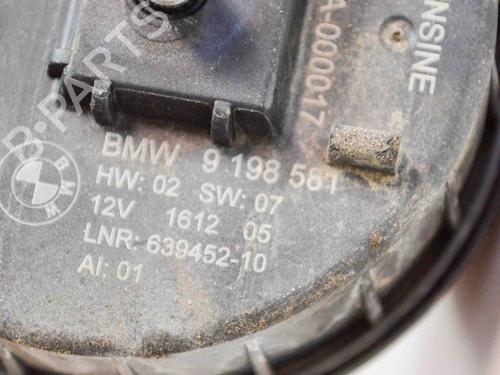 B-PARTS
ENSINE
A-000017
BMW 9 198 581
HW: 02 SW: 07
12V 1612 05
LNR: 639452-10
AI: 01
BMW